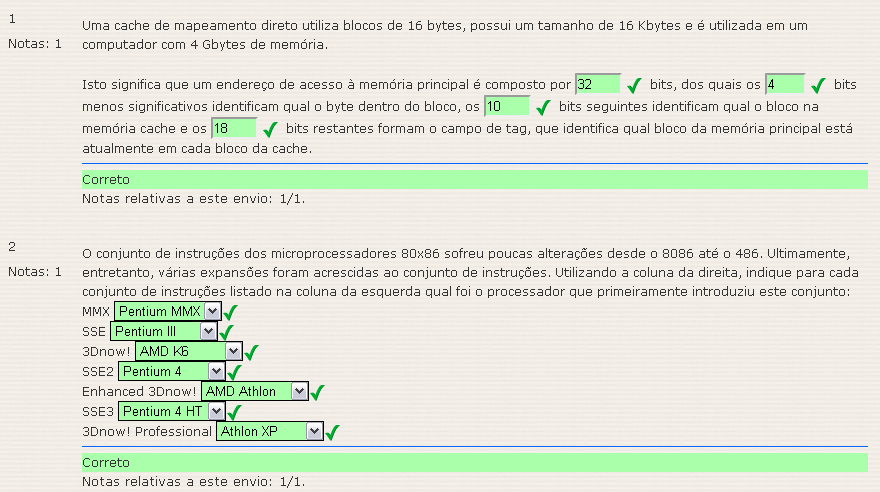 1
Notas: 1
Uma cache de mapeamento direto utiliza blocos de 16 bytes, possui um tamanho de 16 Kbytes e é utilizada em um
computador com 4 Gbytes de memória.
Isto significa que um endereço de acesso à memória principal é composto por 32 bits, dos quais os 4 bits
menos significativos identificam qual o byte dentro do bloco, os 10 bits seguintes identificam qual o bloco na
memória cache e os 18 bits restantes formam o campo de tag, que identifica qual bloco da memória principal está
atualmente em cada bloco da cache.
Correto
Notas relativas a este envio: 1/1.
2
Notas: 1
O conjunto de instruções dos microprocessadores 80x86 sofreu poucas alterações desde o 8086 até o 486. Ultimamente,
entretanto, várias expansões foram acrescidas ao conjunto de instruções. Utilizando a coluna da direita, indique para cada
conjunto de instruções listado na coluna da esquerda qual foi o processador que primeiramente introduziu este conjunto:
MMX Pentium MMX
SSE Pentium III
3Dnow! AMD K6
SSE2 Pentium 4
Enhanced 3Dnow! AMD Athlon
SSE3 Pentium 4 HT
3Dnow! Professional Athlon XP
Correto
Notas relativas a este envio: 1/1.